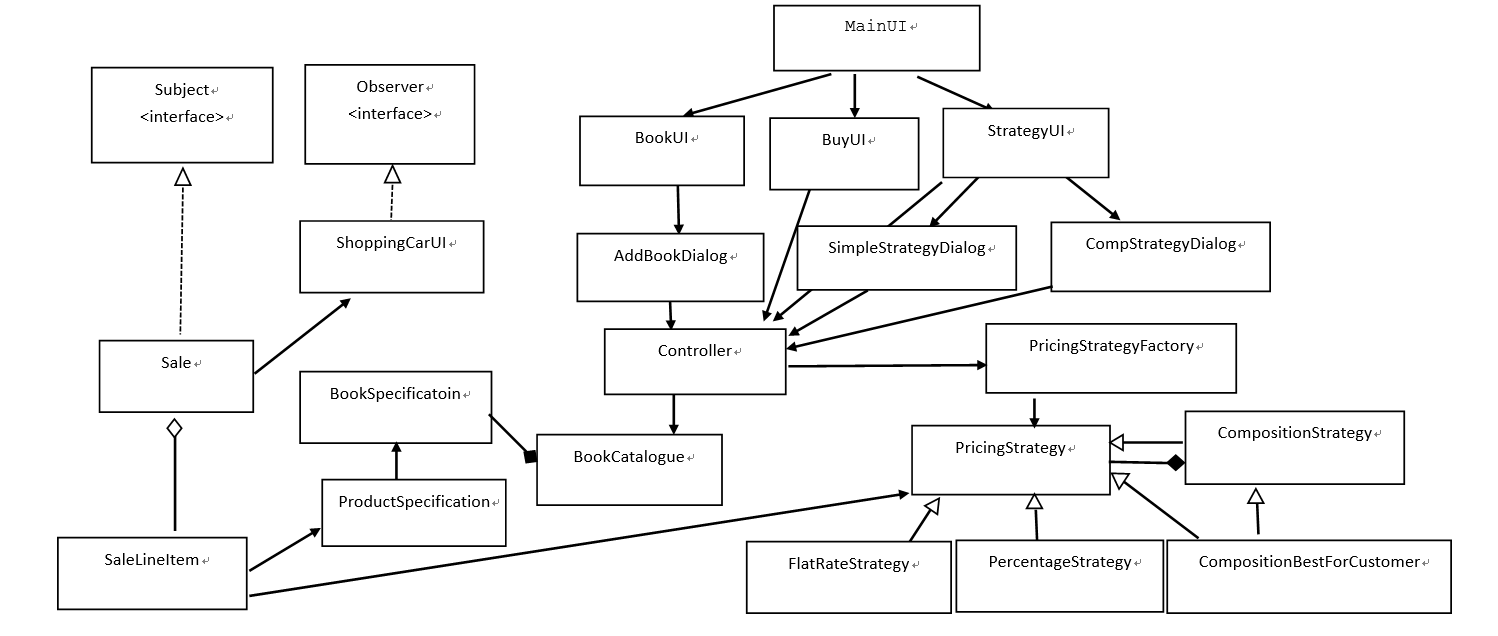 MainUI
Subject
<interface>
Observer
<interface>
BookUI
BuyUI
StrategyUI
ShoppingCarUI
AddBookDialog
SimpleStrategyDialog
CompStrategyDialog
Sale
Controller
PricingStrategyFactory
BookSpecificatoin
BookCatalogue
PricingStrategy
CompositionStrategy
ProductSpecification
SaleLineItem
FlatRateStrategy
PercentageStrategy
CompositionBestForCustomer